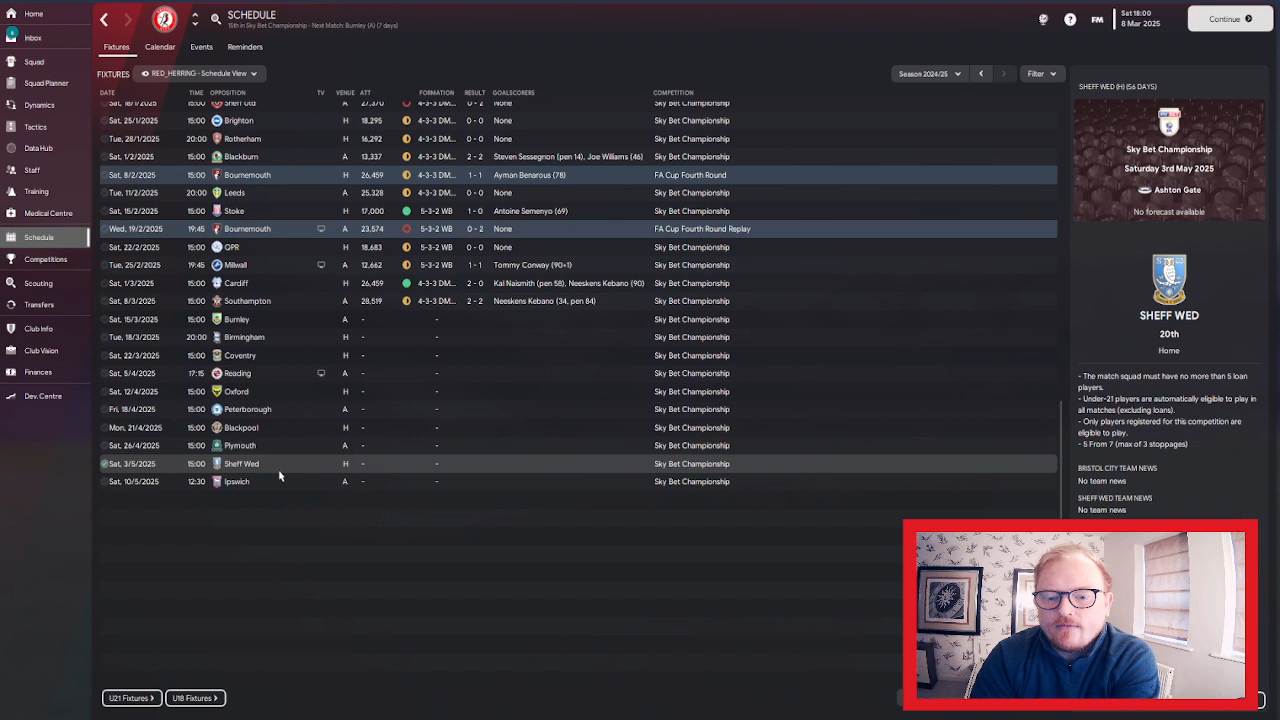 Home
Inbox
Squad
Squad Planner
Dynamics
Tactics
Data Hub
Staff
Training
Medical Centre
Schedule
Competitions
Scouting
Transfers
Club Info
Club Vision
Finances
Dev. Centre
SCHEDULE
15th in Sky Bet Championship - Next Match: Burnley (A) (7 days)
FM
Sat 18:00
8 Mar 2025
Continue
Fixtures Calendar Events Reminders
FIXTURES RED_HERRING - Schedule View
Season 2024/25 Filter
DATE TIME OPPOSITION TV VENUE ATT FORMATION RESULT GOALSCORERS COMPETITION
Sat, 18/1/2025 15:00 Sheff Utd A 27,370 4-3-3 DM... 0 - 2 None Sky Bet Championship
Sat, 25/1/2025 15:00 Brighton H 18,295 4-3-3 DM... 0 - 0 None Sky Bet Championship
Tue, 28/1/2025 20:00 Rotherham H 16,292 4-3-3 DM... 0 - 0 None Sky Bet Championship
Sat, 1/2/2025 15:00 Blackburn A 13,337 4-3-3 DM... 2 - 2 Steven Sessegnon (pen 14), Joe Williams (46) Sky Bet Championship
Sat, 8/2/2025 15:00 Bournemouth H 26,459 4-3-3 DM... 1 - 1 Ayman Benarous (78) FA Cup Fourth Round
Tue, 11/2/2025 20:00 Leeds A 25,328 4-3-3 DM... 0 - 0 None Sky Bet Championship
Sat, 15/2/2025 15:00 Stoke H 17,000 5-3-2 WB 1 - 0 Antoine Semenyo (69) Sky Bet Championship
Wed, 19/2/2025 19:45 Bournemouth A 23,574 5-3-2 WB 0 - 2 None FA Cup Fourth Round Replay
Sat, 22/2/2025 15:00 QPR H 18,683 5-3-2 WB 0 - 0 None Sky Bet Championship
Tue, 25/2/2025 19:45 Millwall A 12,662 5-3-2 WB 1 - 1 Tommy Conway (90+1) Sky Bet Championship
Sat, 1/3/2025 15:00 Cardiff H 26,459 4-3-3 DM... 2 - 0 Kal Naismith (pen 58), Neeskens Kebano (90) Sky Bet Championship
Sat, 8/3/2025 15:00 Southampton A 28,519 4-3-3 DM... 2 - 2 Neeskens Kebano (34, pen 84) Sky Bet Championship
Sat, 15/3/2025 15:00 Burnley A - - Sky Bet Championship
Tue, 18/3/2025 20:00 Birmingham H - - Sky Bet Championship
Sat, 22/3/2025 15:00 Coventry H - - Sky Bet Championship
Sat, 5/4/2025 17:15 Reading A - - Sky Bet Championship
Sat, 12/4/2025 15:00 Oxford H - - Sky Bet Championship
Fri, 18/4/2025 15:00 Peterborough A - - Sky Bet Championship
Mon, 21/4/2025 15:00 Blackpool H - - Sky Bet Championship
Sat, 26/4/2025 15:00 Plymouth A - - Sky Bet Championship
Sat, 3/5/2025 15:00 Sheff Wed H - - Sky Bet Championship
Sat, 10/5/2025 12:30 Ipswich A - - Sky Bet Championship
U21 Fixtures U18 Fixtures
SHEFF WED (H) (56 DAYS)
Sky Bet Championship
Saturday 3rd May 2025
Ashton Gate
No forecast available
SHEFF WED
20th
Home
- The match squad must have no more than 5 loan
players.
- Under-21 players are automatically eligible to play in
all matches (excluding loans).
- Only players registered for this competition are
eligible to play.
- 5 From 7 (max of 3 stoppages)
BRISTOL CITY TEAM NEWS
No team news
SHEFF WED TEAM NEWS
No team news